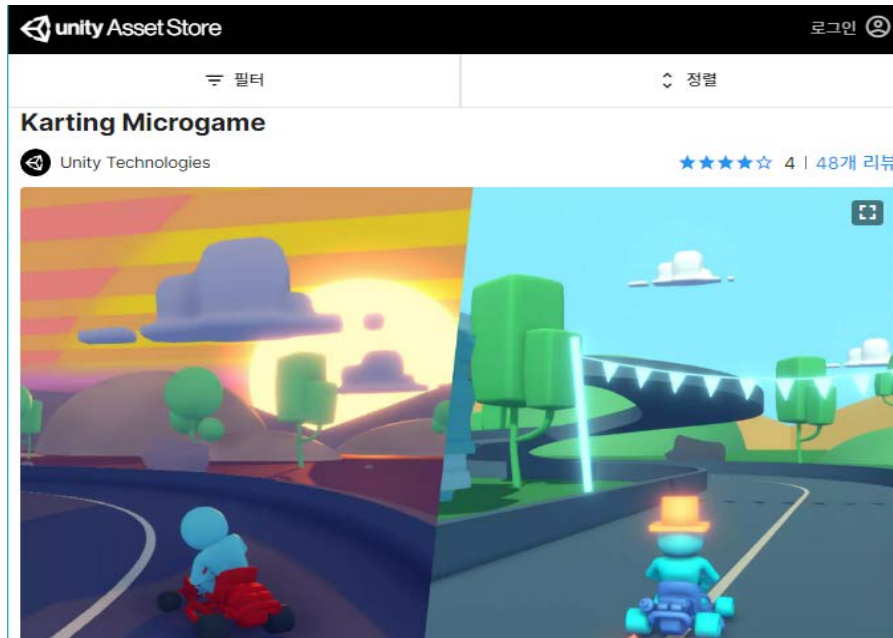 unity Asset Store
로그인
필터
정렬
Karting Microgame
Unity Technologies
4 | 48개 리뷰